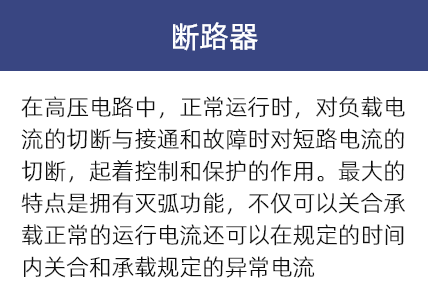 断路器
在高压电路中，正常运行时，对负载电
流的切断与接通和故障时对短路电流的
切断，起着控制和保护的作用。最大的
特点是拥有灭弧功能，不仅可以关合承
载正常的运行电流还可以在规定的时间
内关合和承载规定的异常电流